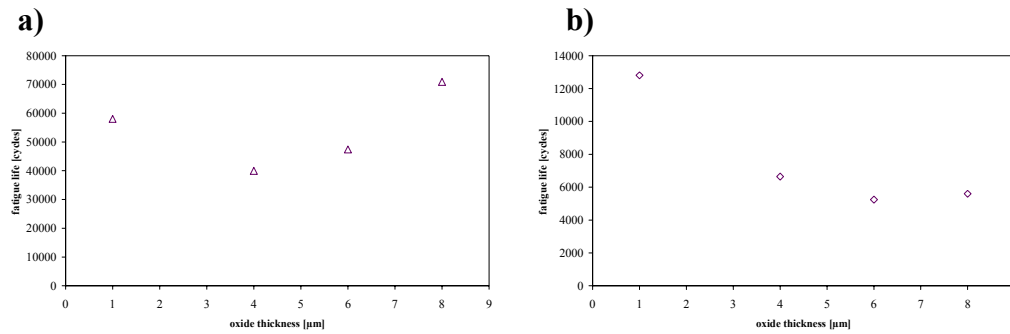 a)
80000
70000
60000
50000
40000
30000
20000
10000
0
fatigue life [cycles]
0 1 2 3 4 5 6 7 8 9
oxide thickness [µm]
b)
14000
12000
10000
8000
6000
4000
2000
0
fatigue life [cycles]
0 1 2 3 4 5 6 7 8
oxide thickness [µm]